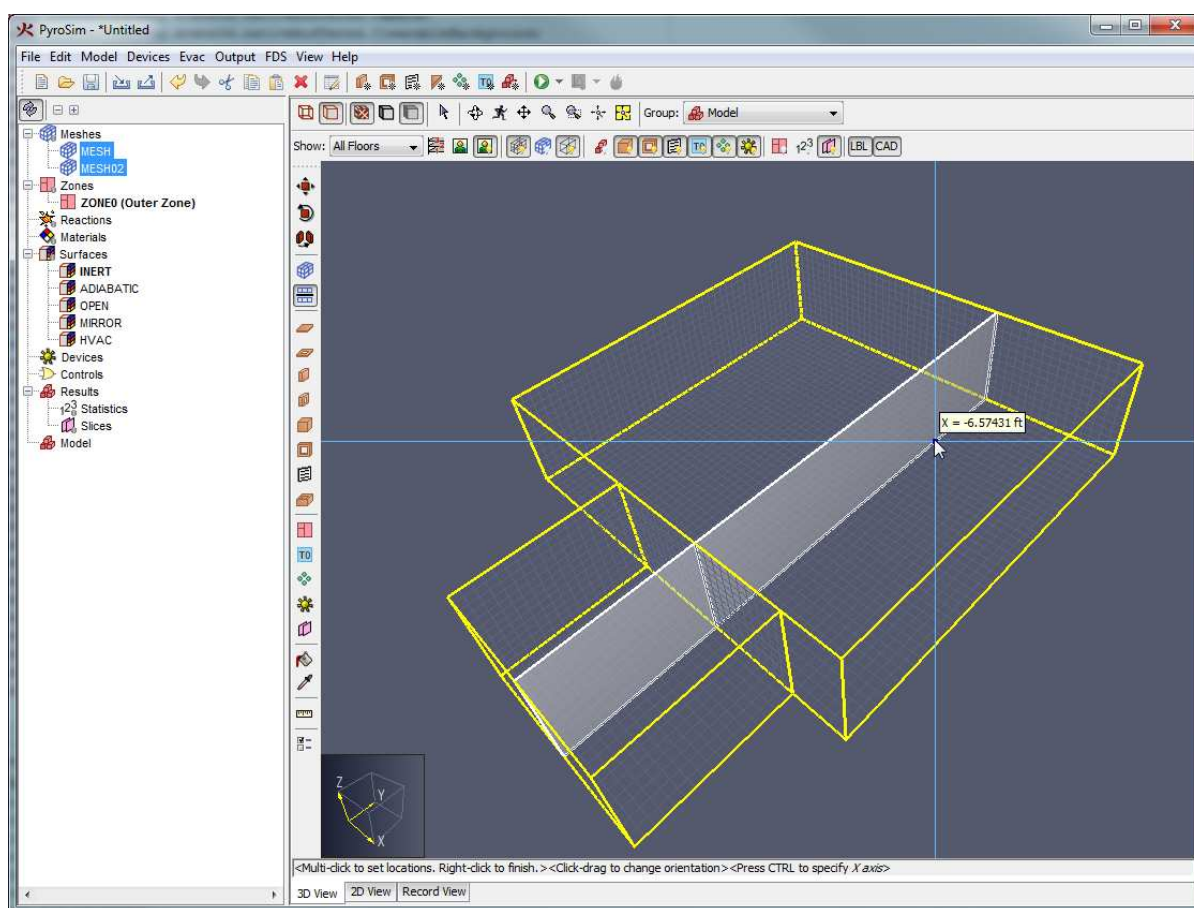 PyroSim - *Untitled
File Edit Model Devices Evac Output FDS View Help
Group: Model
Show: All Floors
LBL CAD
Meshes
MESH
MESH02
Zones
ZONE0 (Outer Zone)
Reactions
Materials
Surfaces
INERT
ADIABATIC
OPEN
MIRROR
HVAC
Devices
Controls
Results
Statistics
Slices
Model
X = -6.57431 ft
T0
Z
Y
X
<Multi-click to set locations. Right-click to finish.><Click-drag to change orientation><Press CTRL to specify X axis>
3D View 2D View Record View